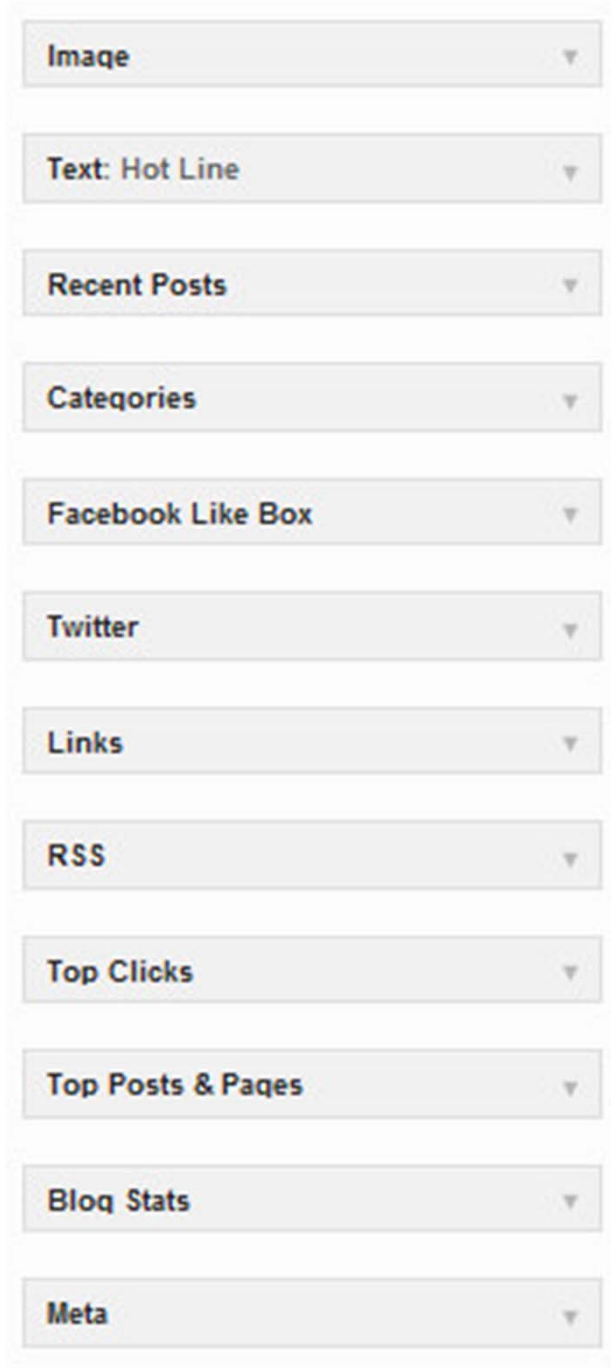 Image
Text: Hot Line
Recent Posts
Categories
Facebook Like Box
Twitter
Links
RSS
Top Clicks
Top Posts & Pages
Blog Stats
Meta